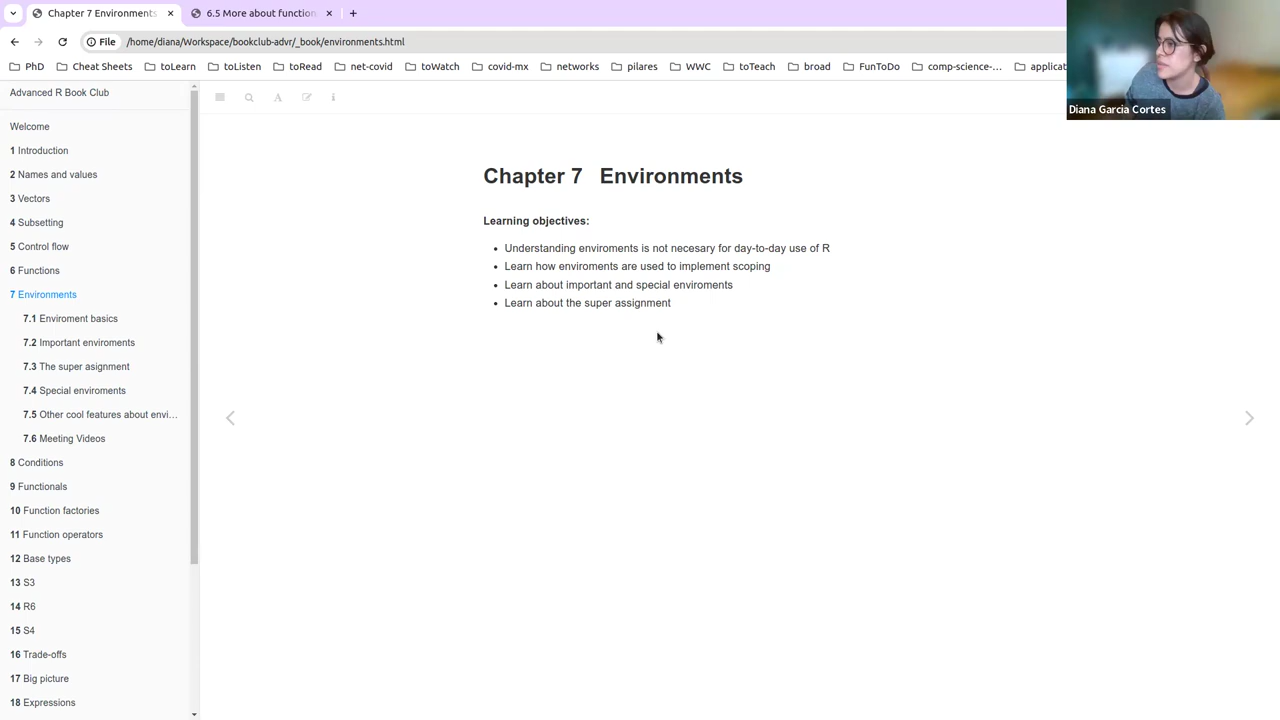 Chapter 7 Environments
6.5 More about function
File
/home/diana/Workspace/bookclub-advr/_book/environments.html
PhD
Cheat Sheets
toLearn
toListen
toRead
net-covid
toWatch
covid-mx
networks
pilares
WWC
toTeach
broad
FunToDo
comp-science-...
applicat
Diana Garcia Cortes
Advanced R Book Club
Welcome
1 Introduction
2 Names and values
3 Vectors
4 Subsetting
5 Control flow
6 Functions
7 Environments
7.1 Enviroment basics
7.2 Important enviroments
7.3 The super asignment
7.4 Special enviroments
7.5 Other cool features about envi...
7.6 Meeting Videos
8 Conditions
9 Functionals
10 Function factories
11 Function operators
12 Base types
13 S3
14 R6
15 S4
16 Trade-offs
17 Big picture
18 Expressions
Chapter 7 Environments
Learning objectives:
• Understanding enviroments is not necesary for day-to-day use of R
• Learn how enviroments are used to implement scoping
• Learn about important and special enviroments
• Learn about the super assignment